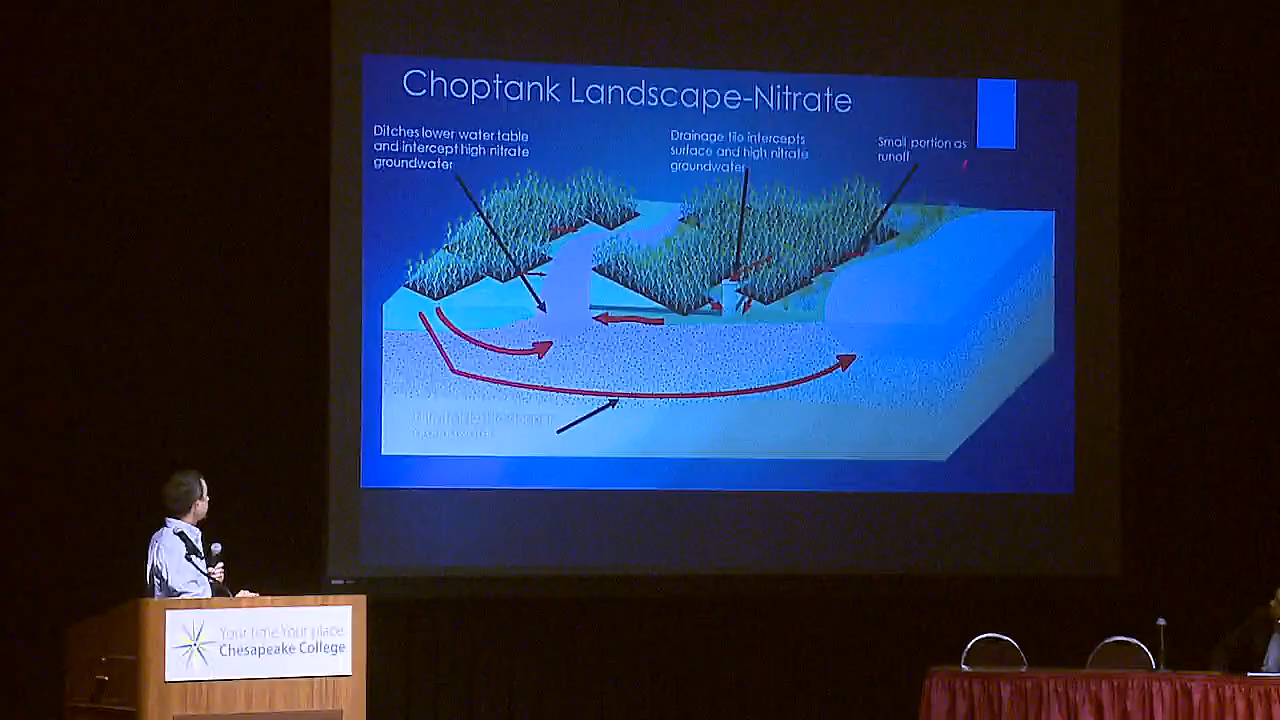 Choptank Landscape-Nitrate
Ditches lower water table
and intercept high nitrate
groundwater
Drainage tile intercepts
surface and high nitrate
groundwater
Small portion as
runoff
groundwater
Your time. Your place.
Chesapeake College